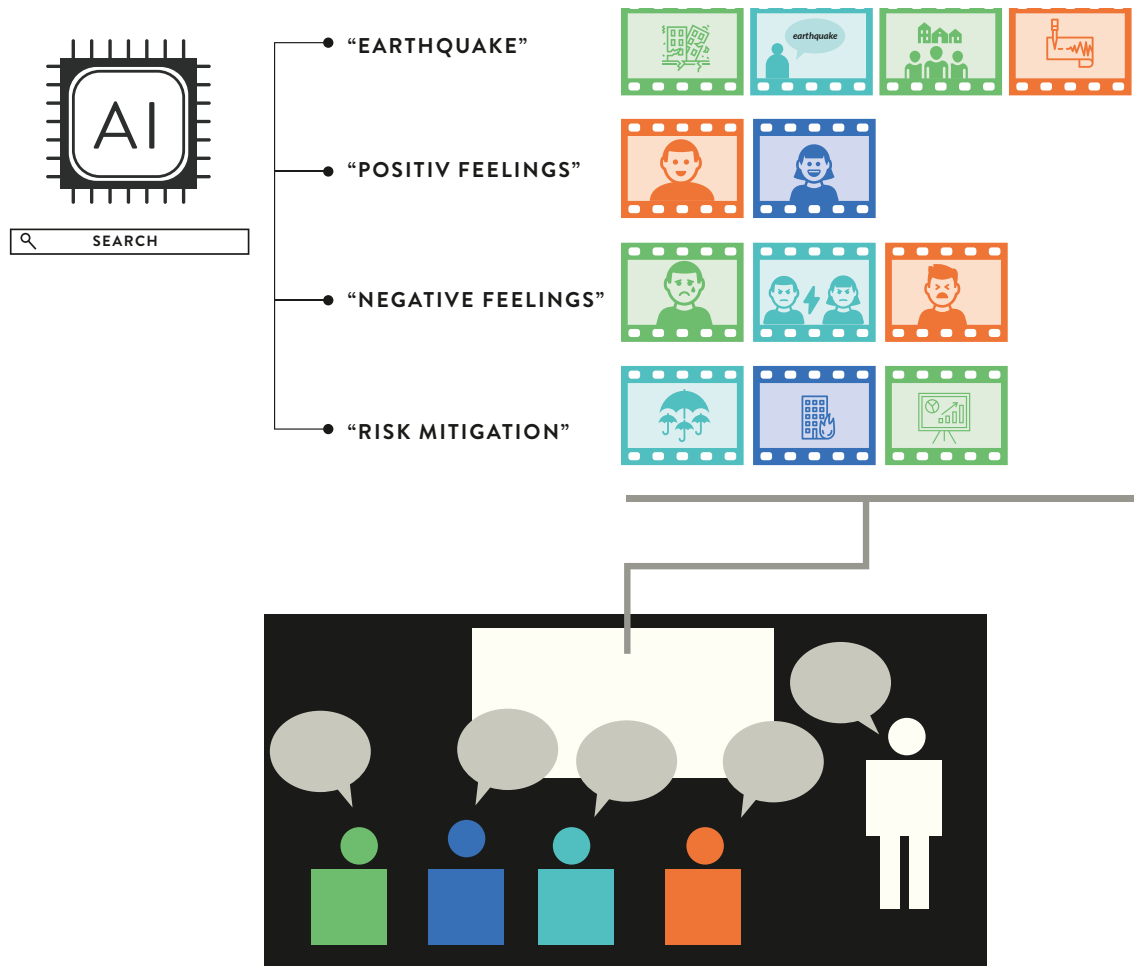 AI
SEARCH
“EARTHQUAKE”
earthquake
“POSITIV FEELINGS”
“NEGATIVE FEELINGS”
“RISK MITIGATION”